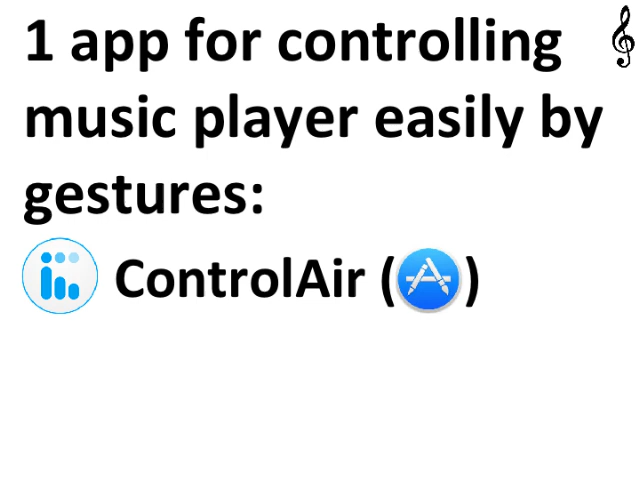 1 app for controlling
music player easily by
gestures:
ControlAir ( )